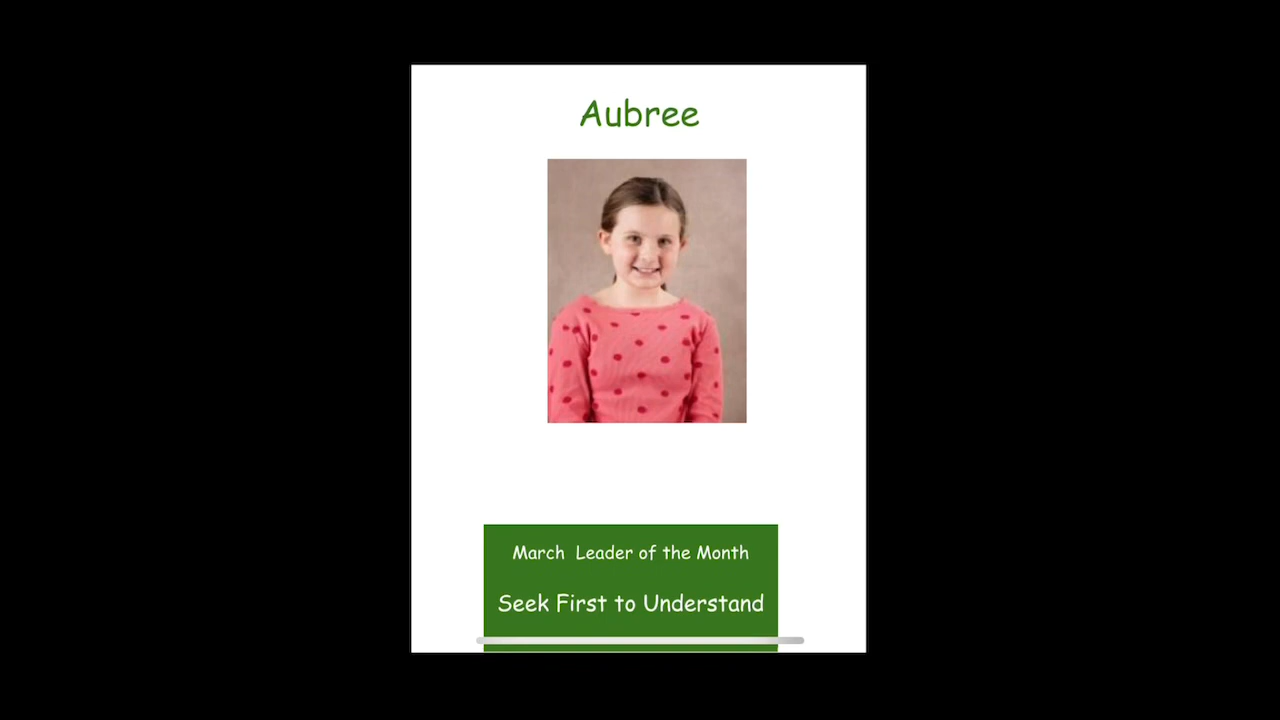 Aubree
March Leader of the Month
Seek First to Understand